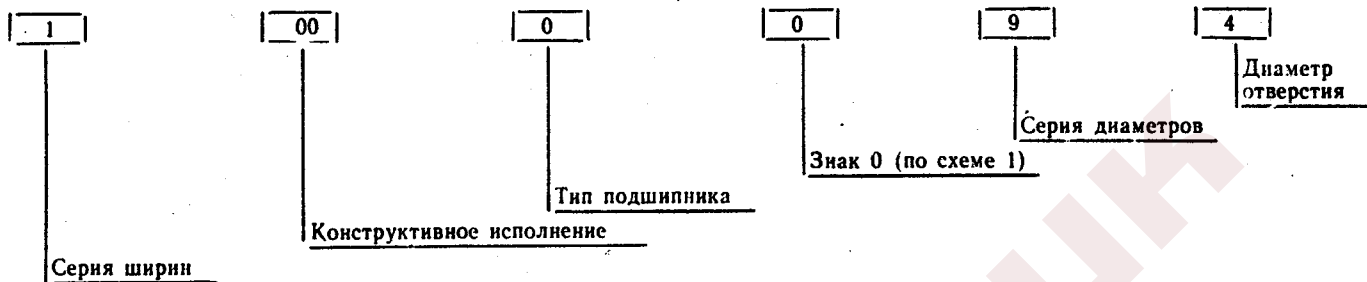 1 00 0 0 9 4
Диаметр
отверстия
Серия диаметров
Знак 0 (по схеме 1)
Тип подшипника
Конструктивное исполнение
Серия ширин